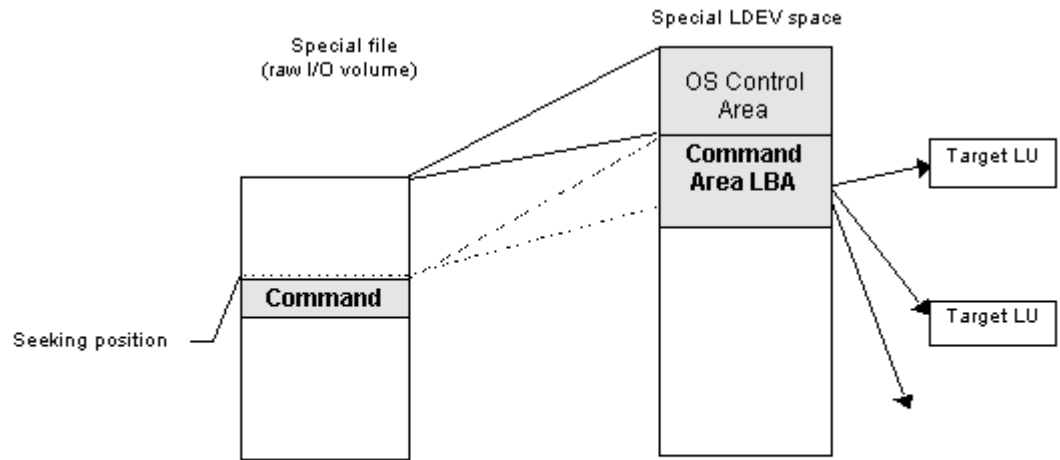 Special LDEV space
Special file
(raw I/O volume)
OS Control
Area
Command
Area LBA
Target LU
Command
Target LU
Seeking position